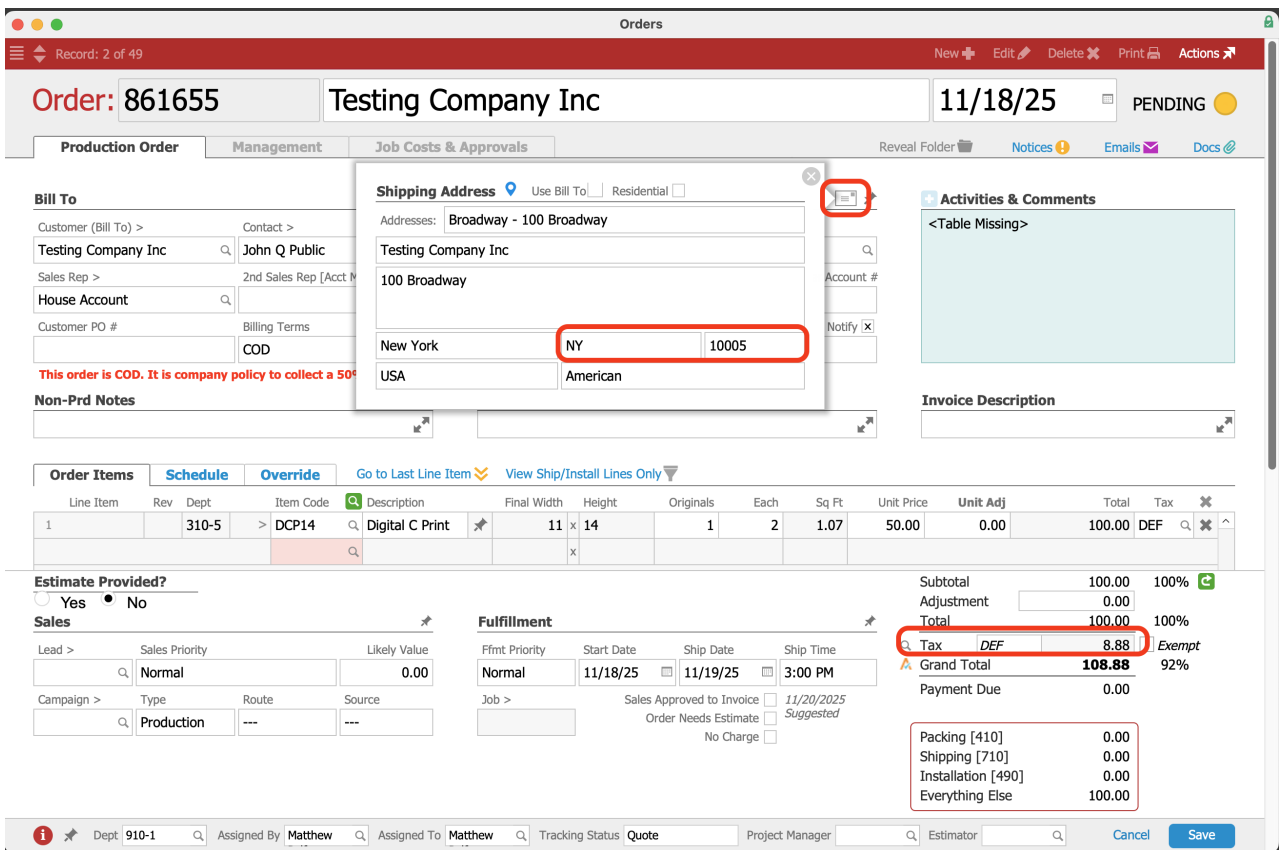 Orders
Record: 2 of 49 New Edit Delete Print Actions
Order: 861655 Testing Company Inc 11/18/25 PENDING
Production Order Management Job Costs & Approvals Reveal Folder Notices Emails Docs
Shipping Address Use Bill To Residential
Bill To Activities & Comments
Addresses: Broadway - 100 Broadway <Table Missing>
Customer (Bill To) > Contact >
Testing Company Inc John Q Public Testing Company Inc
Sales Rep > 2nd Sales Rep [Acct M 100 Broadway Account #
House Account
Customer PO # Billing Terms Notify x
COD New York NY 10005
This order is COD. It is company policy to collect a 50% USA American
Non-Prd Notes Invoice Description
Order Items Schedule Override Go to Last Line Item View Ship/Install Lines Only
Line Item Rev Dept Item Code Description Final Width Height Originals Each Sq Ft Unit Price Unit Adj Total Tax
1 310-5 > DCP14 Digital C Print 11 x 14 1 2 1.07 50.00 0.00 100.00 DEF
x
Estimate Provided? Subtotal 100.00 100%
Yes No Adjustment 0.00
Sales Fulfillment Total 100.00 100%
Lead > Sales Priority Likely Value Ffmt Priority Start Date Ship Date Ship Time Tax DEF 8.88 Exempt
Normal 0.00 Normal 11/18/25 11/19/25 3:00 PM Grand Total 108.88 92%
Campaign > Type Route Source Job > Sales Approved to Invoice 11/20/2025 Payment Due 0.00
Production --- --- Order Needs Estimate Suggested
No Charge
Packing [410] 0.00
Shipping [710] 0.00
Installation [490] 0.00
Everything Else 100.00
Dept 910-1 Assigned By Matthew Assigned To Matthew Tracking Status Quote Project Manager Estimator Cancel Save